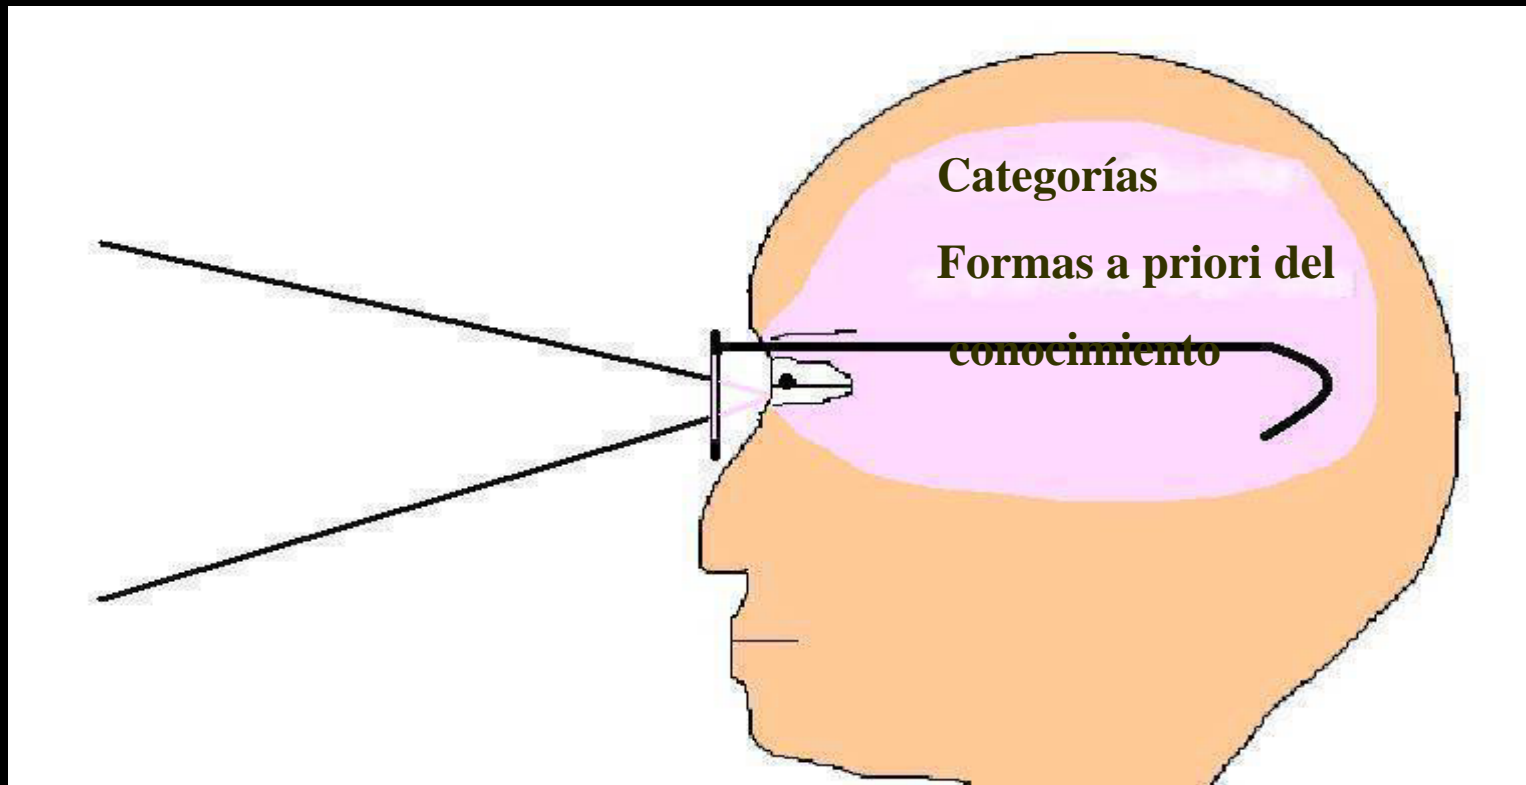 Categorías
Formas a priori del
conocimiento